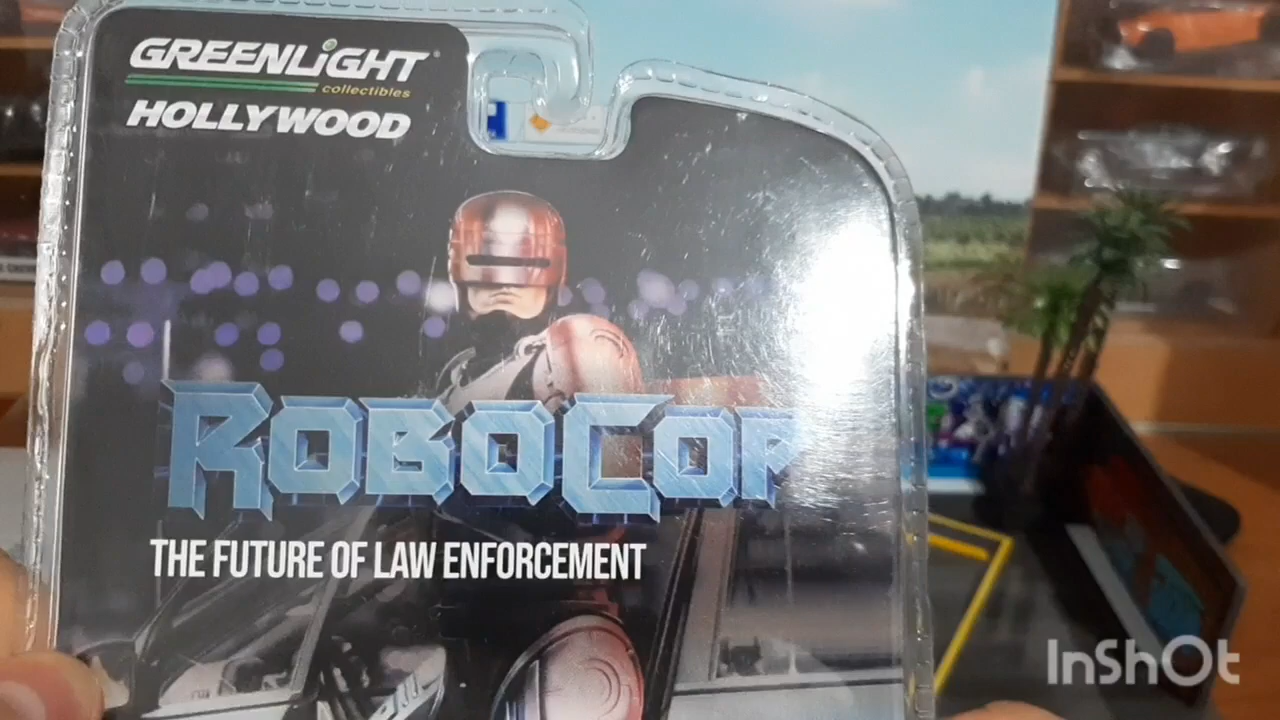 GREENLiGHT
collectibles
HOLLYWOOD
ROBOCOP
THE FUTURE OF LAW ENFORCEMENT
InShOt